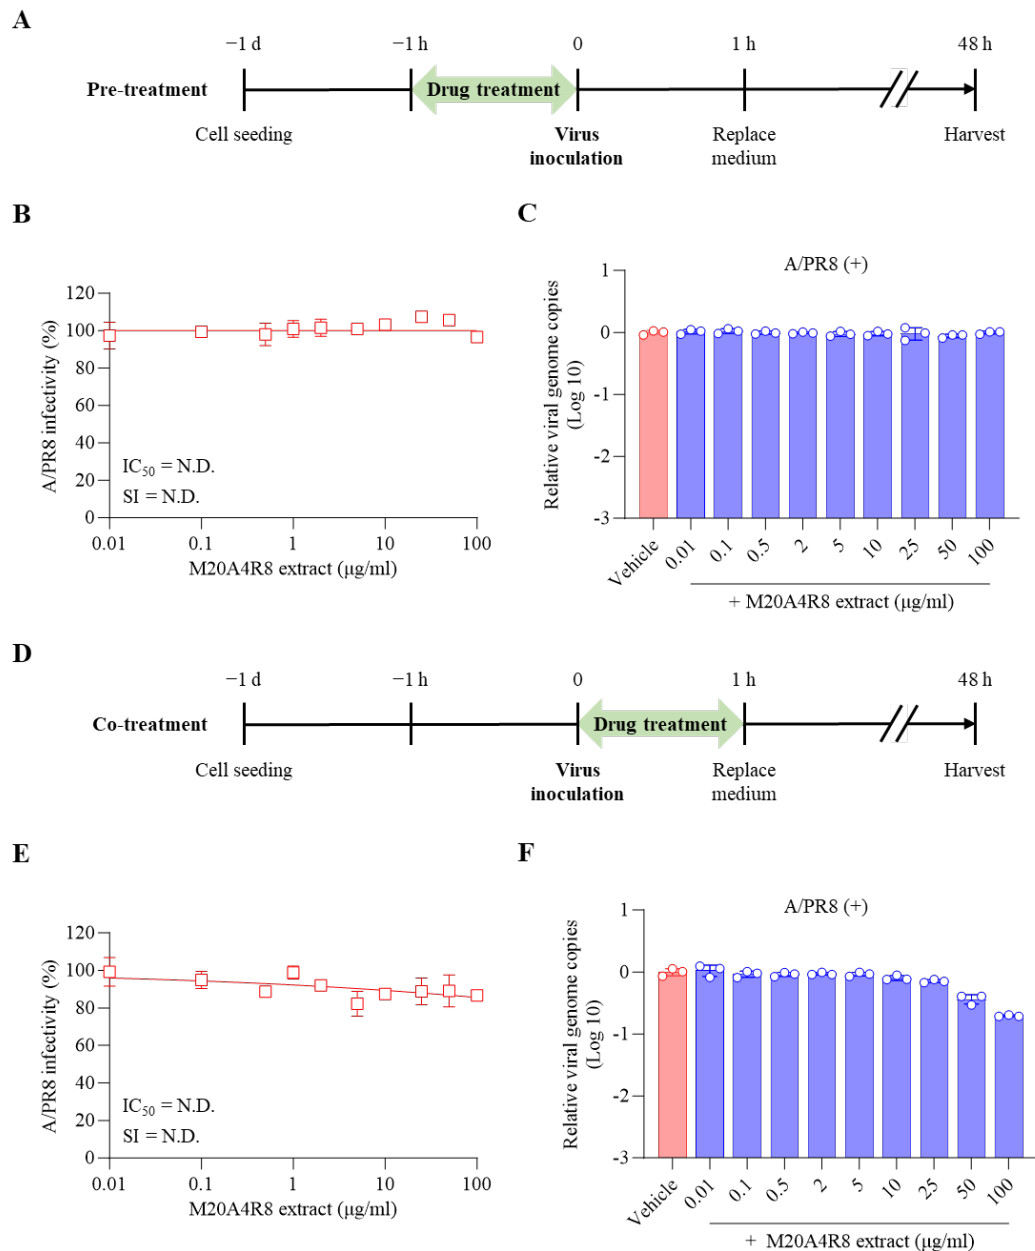 A
−1 d −1 h 0 1 h 48 h
Pre-treatment Drug treatment
Cell seeding Virus inoculation Replace medium Harvest
B
120
100
80
60
40
20
0
A/PR8 infectivity (%)
IC50 = N.D.
SI = N.D.
0.01 0.1 1 10 100
M20A4R8 extract (μg/ml)
C
A/PR8 (+)
1
0
-1
-2
-3
Relative viral genome copies
(Log 10)
Vehicle 0.01 0.1 0.5 2 5 10 25 50 100
+ M20A4R8 extract (μg/ml)
D
−1 d −1 h 0 1 h 48 h
Co-treatment Drug treatment
Cell seeding Virus inoculation Replace medium Harvest
E
120
100
80
60
40
20
0
A/PR8 infectivity (%)
IC50 = N.D.
SI = N.D.
0.01 0.1 1 10 100
M20A4R8 extract (μg/ml)
F
A/PR8 (+)
1
0
-1
-2
-3
Relative viral genome copies
(Log 10)
Vehicle 0.01 0.1 0.5 2 5 10 25 50 100
+ M20A4R8 extract (μg/ml)